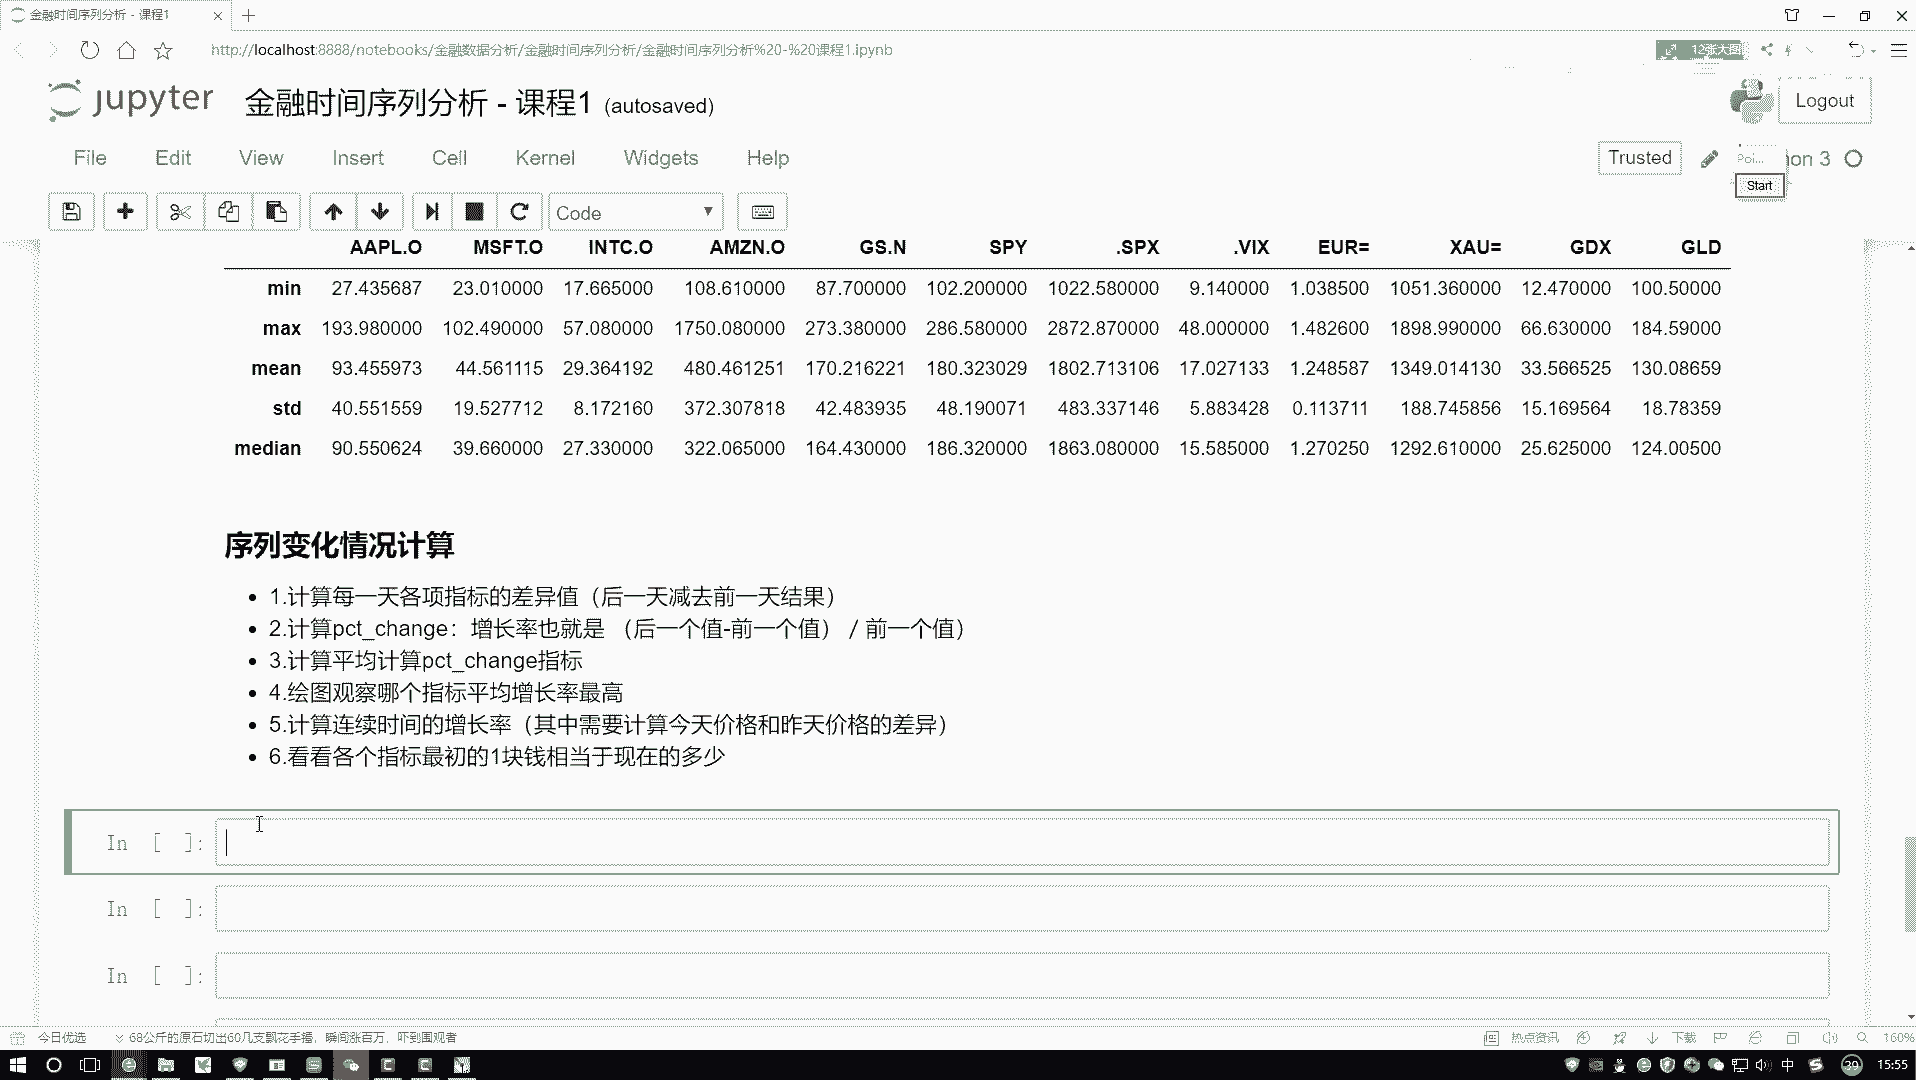 金融时间序列分析 - 课程1
http://localhost:8888/notebooks/金融数据分析/金融时间序列分析/金融时间序列分析%20-%20课程1.ipynb
12张大图
jupyter 金融时间序列分析 - 课程1 (autosaved)
Logout
File Edit View Insert Cell Kernel Widgets Help
Trusted
Poi... hon 3
Start
Code
AAPL.O MSFT.O INTC.O AMZN.O GS.N SPY .SPX .VIX EUR= XAU= GDX GLD
min 27.435687 23.010000 17.665000 108.610000 87.700000 102.200000 1022.580000 9.140000 1.038500 1051.360000 12.470000 100.50000
max 193.980000 102.490000 57.080000 1750.080000 273.380000 286.580000 2872.870000 48.000000 1.482600 1898.990000 66.630000 184.59000
mean 93.455973 44.561115 29.364192 480.461251 170.216221 180.323029 1802.713106 17.027133 1.248587 1349.014130 33.566525 130.08659
std 40.551559 19.527712 8.172160 372.307818 42.483935 48.190071 483.337146 5.883428 0.113711 188.745856 15.169564 18.78359
median 90.550624 39.660000 27.330000 322.065000 164.430000 186.320000 1863.080000 15.585000 1.270250 1292.610000 25.625000 124.00500
序列变化情况计算
1.计算每一天各项指标的差异值（后一天减去前一天结果）
2.计算pct_change：增长率也就是 （后一个值-前一个值） / 前一个值）
3.计算平均计算pct_change指标
4.绘图观察哪个指标平均增长率最高
5.计算连续时间的增长率（其中需要计算今天价格和昨天价格的差异）
6.看看各个指标最初的1块钱相当于现在的多少
In [ ]:
In [ ]:
In [ ]:
今日优选 68公斤的原石切出60几支飘花手镯，瞬间涨百万，吓到围观者
热点资讯 下载 160%
中 39 15:55